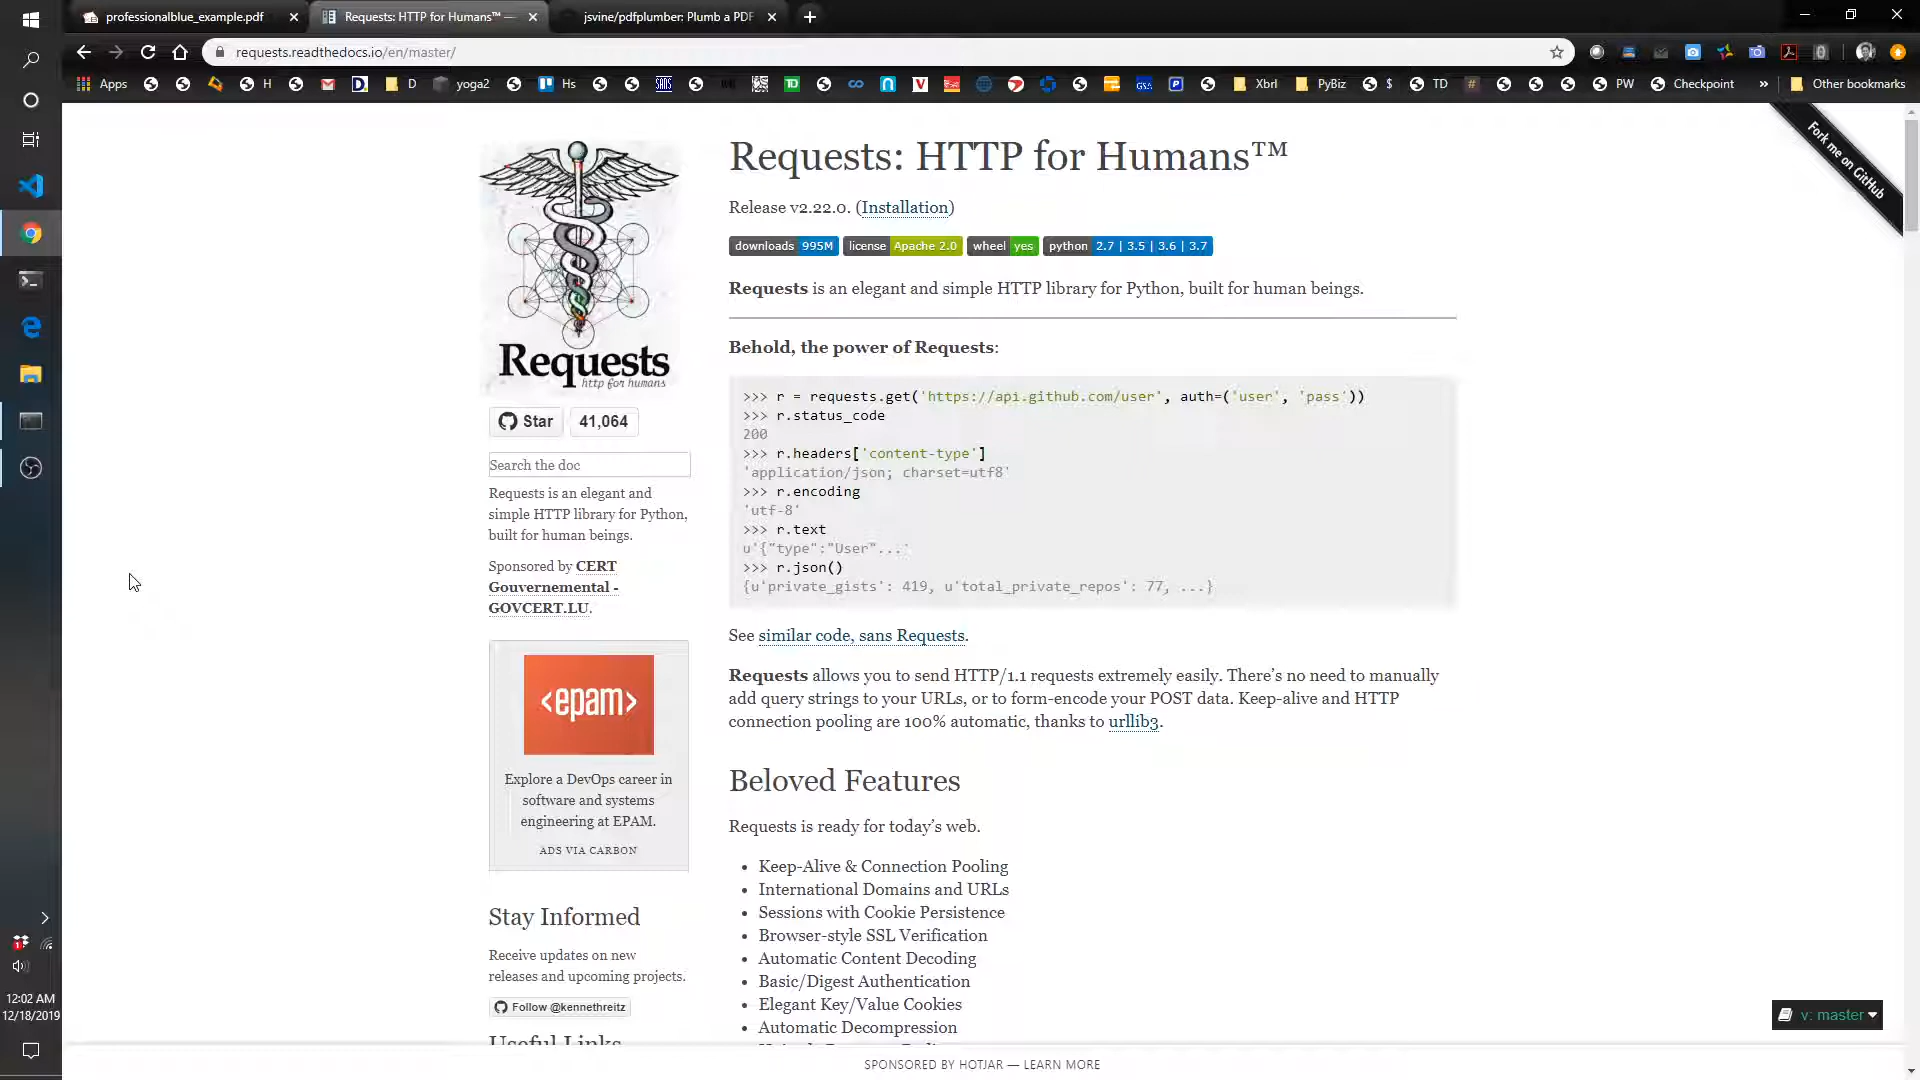 professionalblue_example.pdf
Requests: HTTP for Humans™ —
jsvine/pdfplumber: Plumb a PDF
requests.readthedocs.io/en/master/
Apps
H
D
yoga2
Hs
Xbrl
PyBiz
$
TD
PW
Checkpoint
Other bookmarks
Fork me on GitHub
Requests
http for humans
Star
41,064
Search the doc
Requests is an elegant and
simple HTTP library for Python,
built for human beings.
Sponsored by CERT
Gouvernemental -
GOVCERT.LU.
<epam>
Explore a DevOps career in
software and systems
engineering at EPAM.
ADS VIA CARBON
Stay Informed
Receive updates on new
releases and upcoming projects.
Follow @kennethreitz
Useful Links
Requests: HTTP for Humans™
Release v2.22.0. (Installation)
downloads 995M license Apache 2.0 wheel yes python 2.7 | 3.5 | 3.6 | 3.7
Requests is an elegant and simple HTTP library for Python, built for human beings.
Behold, the power of Requests:
>>> r = requests.get('https://api.github.com/user', auth=('user', 'pass'))
>>> r.status_code
200
>>> r.headers['content-type']
'application/json; charset=utf8'
>>> r.encoding
'utf-8'
>>> r.text
u'{"type":"User"...'
>>> r.json()
{u'private_gists': 419, u'total_private_repos': 77, ...}
See similar code, sans Requests.
Requests allows you to send HTTP/1.1 requests extremely easily. There’s no need to manually
add query strings to your URLs, or to form-encode your POST data. Keep-alive and HTTP
connection pooling are 100% automatic, thanks to urllib3.
Beloved Features
Requests is ready for today’s web.
Keep-Alive & Connection Pooling
International Domains and URLs
Sessions with Cookie Persistence
Browser-style SSL Verification
Automatic Content Decoding
Basic/Digest Authentication
Elegant Key/Value Cookies
Automatic Decompression
v: master
SPONSORED BY HOTJAR — LEARN MORE
12:02 AM
12/18/2019